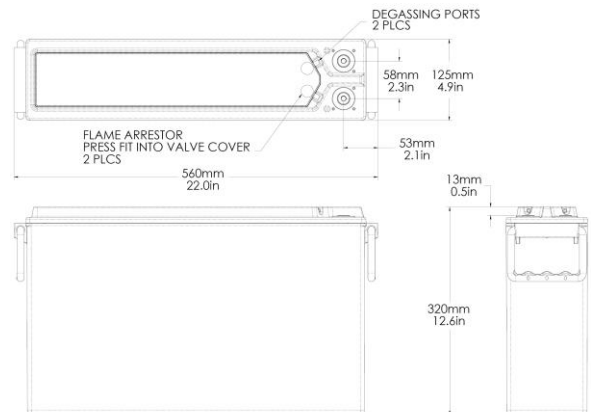 DEGASSING PORTS
2 PLCS
58mm
2.3in
125mm
4.9in
FLAME ARRESTOR
PRESS FIT INTO VALVE COVER
2 PLCS
53mm
2.1in
560mm
22.0in
13mm
0.5in
320mm
12.6in